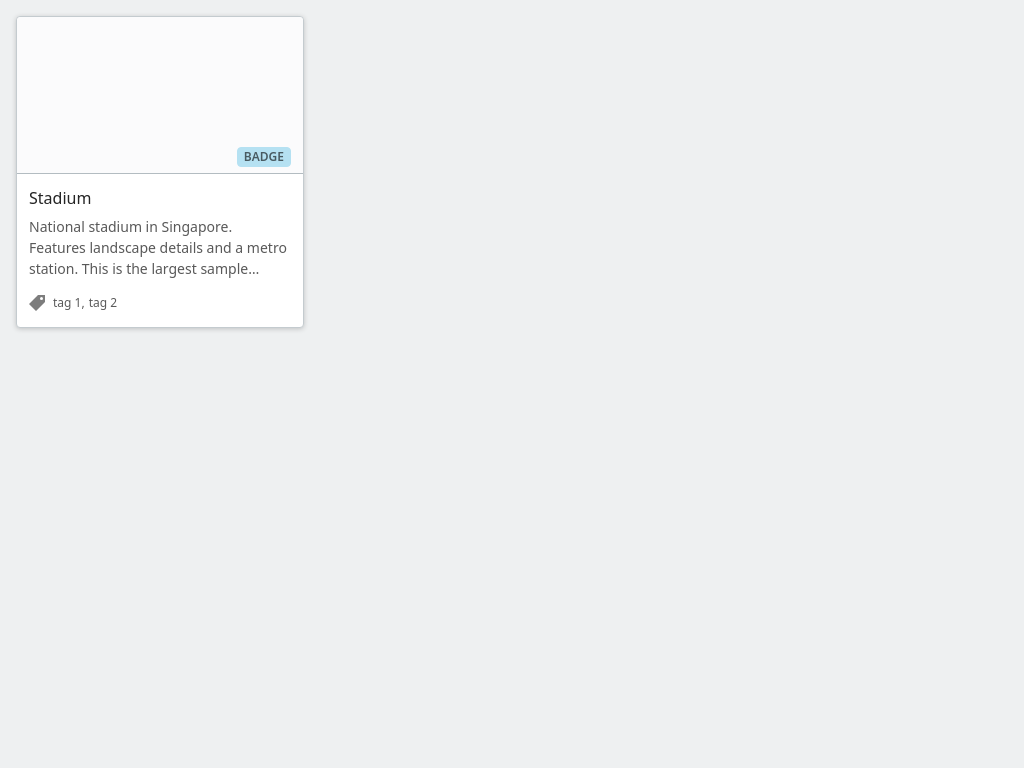 BADGE
Stadium
National stadium in Singapore.
Features landscape details and a metro
station. This is the largest sample...
tag 1, tag 2